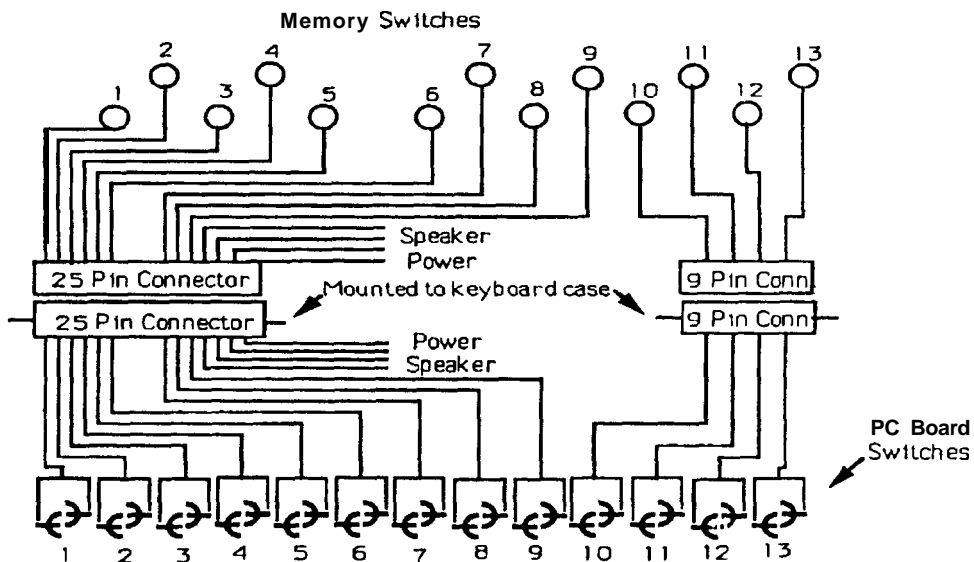 Memory Switches
1 2 3 4 5 6 7 8 9 10 11 12 13
Speaker
Power
25 Pin Connector
9 Pin Conn
Mounted to keyboard case
25 Pin Connector
9 Pin Conn
Power
Speaker
PC Board
Switches
1 2 3 4 5 6 7 8 9 10 11 12 13